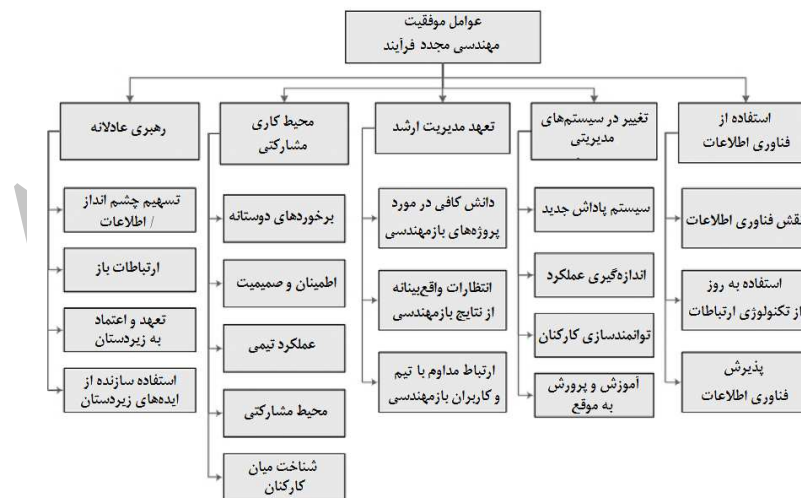 عوامل موفقیت
مهندسی مجدد فرآیند
استفاده از
فناوری اطلاعات
نقش فناوری اطلاعات
استفاده به روز
از تکنولوژی ارتباطات
پذیرش
فناوری اطلاعات
تغییر در سیستم‌های
مدیریتی
سیستم پاداش جدید
اندازه‌گیری عملکرد
توانمندسازی کارکنان
آموزش و پرورش
به موقع
تعهد مدیریت ارشد
دانش کافی در مورد
پروژه‌های بازمهندسی
انتظارات واقع‌بینانه
از نتایج بازمهندسی
ارتباط مداوم با تیم
و کاربران بازمهندسی
محیط کاری
مشارکتی
برخوردهای دوستانه
اطمینان و صمیمیت
عملکرد تیمی
محیط مشارکتی
شناخت میان
کارکنان
رهبری عادلانه
تسهیم چشم انداز
/ اطلاعات
ارتباطات باز
تعهد و اعتماد
به زیردستان
استفاده سازنده از
ایده‌های زیردستان